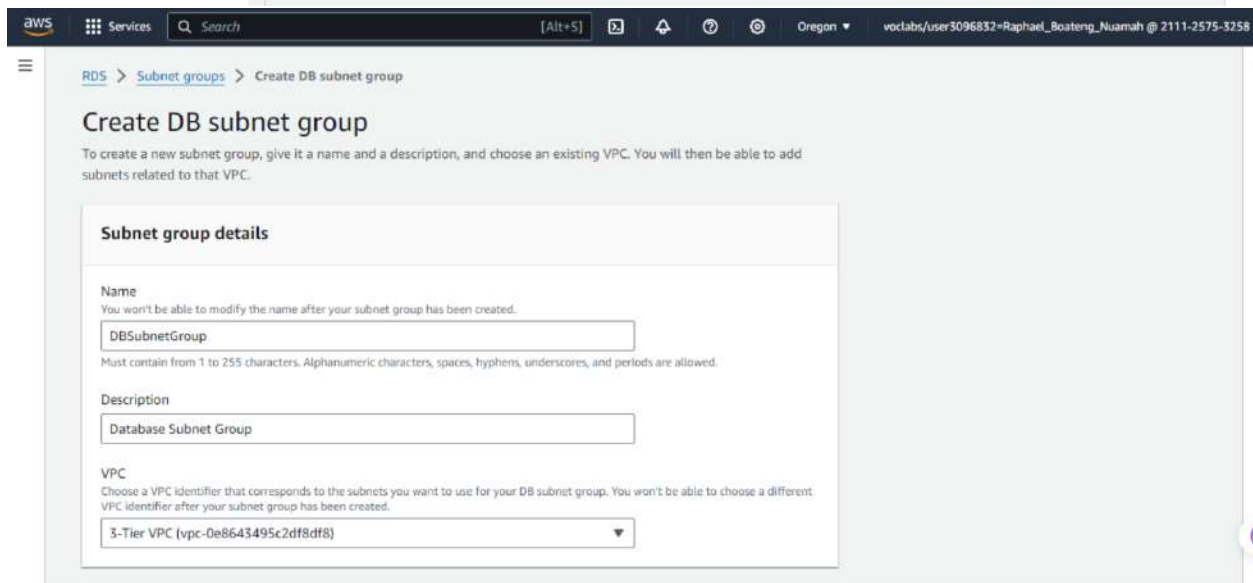 aws Services Search [Alt+S] Oregon ▼ voclabs/user3096832=Raphael_Boateng_Nuamah @ 2111-2575-3258
RDS > Subnet groups > Create DB subnet group
Create DB subnet group
To create a new subnet group, give it a name and a description, and choose an existing VPC. You will then be able to add
subnets related to that VPC.
Subnet group details
Name
You won't be able to modify the name after your subnet group has been created.
DBSubnetGroup
Must contain from 1 to 255 characters. Alphanumeric characters, spaces, hyphens, underscores, and periods are allowed.
Description
Database Subnet Group
VPC
Choose a VPC identifier that corresponds to the subnets you want to use for your DB subnet group. You won't be able to choose a different
VPC identifier after your subnet group has been created.
3-Tier VPC (vpc-0e8643495c2df8df8)